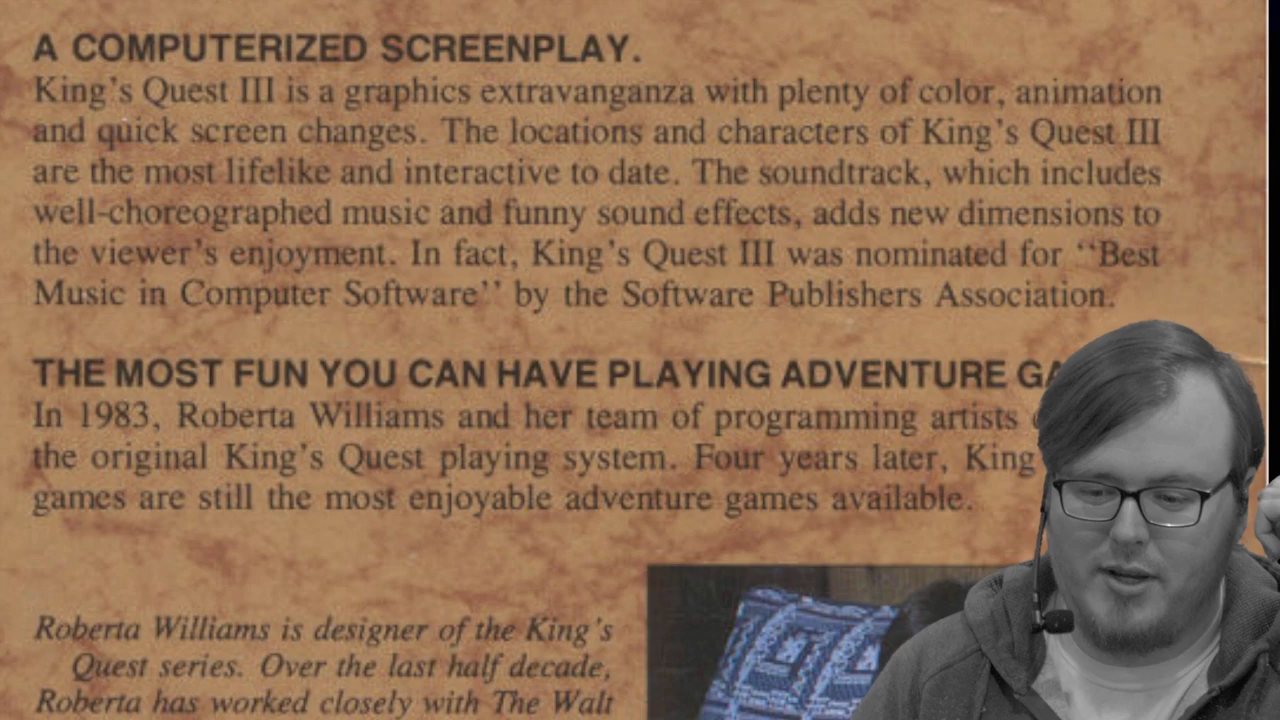 A COMPUTERIZED SCREENPLAY.
King's Quest III is a graphics extravanganza with plenty of color, animation
and quick screen changes. The locations and characters of King's Quest III
are the most lifelike and interactive to date. The soundtrack, which includes
well-choreographed music and funny sound effects, adds new dimensions to
the viewer's enjoyment. In fact, King's Quest III was nominated for ‘‘Best
Music in Computer Software’’ by the Software Publishers Association.
THE MOST FUN YOU CAN HAVE PLAYING ADVENTURE
In 1983, Roberta Williams and her team of programming artists
the original King's Quest playing system. Four years later, King
games are still the most enjoyable adventure games available.
Roberta Williams is designer of the King's
Quest series. Over the last half decade,
Roberta has worked closely with The Walt